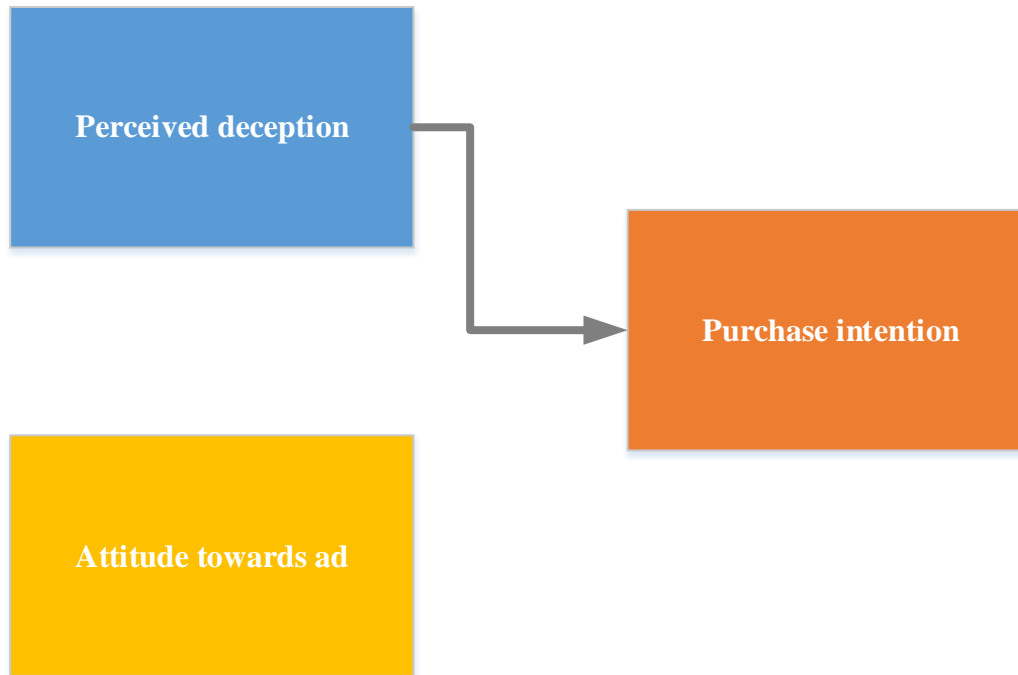 Perceived deception
Purchase intention
Attitude towards ad